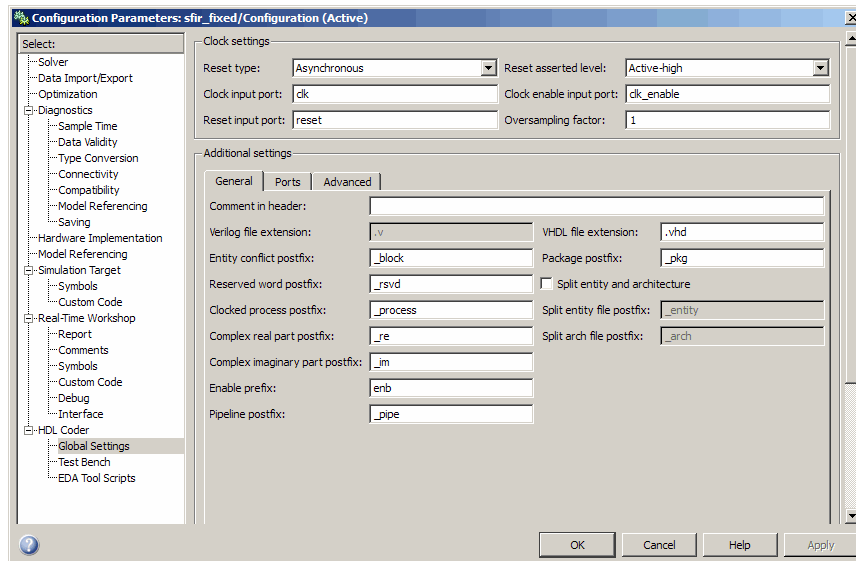 Configuration Parameters: sfir_fixed/Configuration (Active)
Select:
Solver
Data Import/Export
Optimization
Diagnostics
Sample Time
Data Validity
Type Conversion
Connectivity
Compatibility
Model Referencing
Saving
Hardware Implementation
Model Referencing
Simulation Target
Symbols
Custom Code
Real-Time Workshop
Report
Comments
Symbols
Custom Code
Debug
Interface
HDL Coder
Global Settings
Test Bench
EDA Tool Scripts
Clock settings
Reset type: Asynchronous Reset asserted level: Active-high
Clock input port: clk Clock enable input port: clk_enable
Reset input port: reset Oversampling factor: 1
Additional settings
General Ports Advanced
Comment in header:
Verilog file extension: .v VHDL file extension: .vhd
Entity conflict postfix: _block Package postfix: _pkg
Reserved word postfix: _rsvd Split entity and architecture
Clocked process postfix: _process Split entity file postfix: _entity
Complex real part postfix: _re Split arch file postfix: _arch
Complex imaginary part postfix: _im
Enable prefix: enb
Pipeline postfix: _pipe
OK Cancel Help Apply